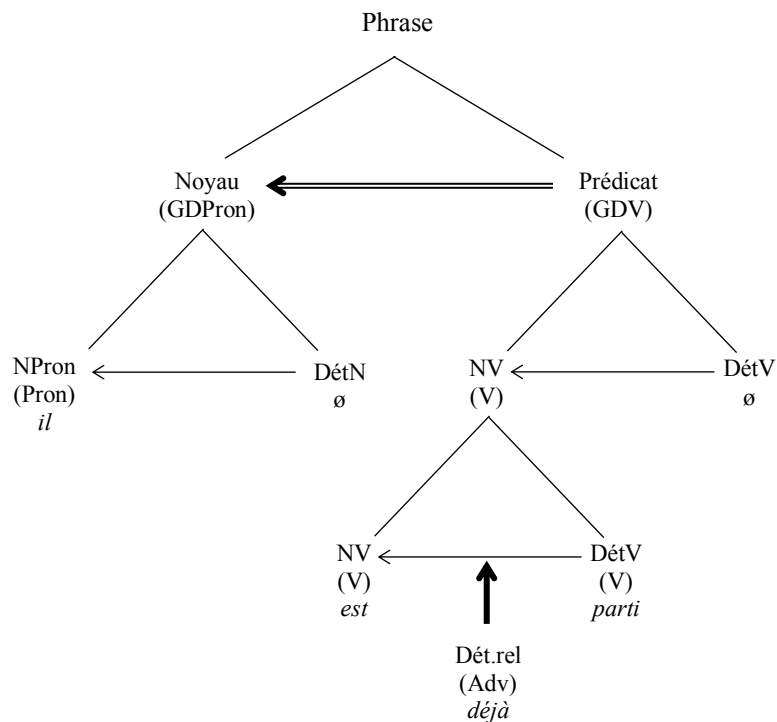 Phrase
Noyau
(GDPron)
Prédicat
(GDV)
NPron
(Pron)
il
DétN
ø
NV
(V)
DétV
ø
NV
(V)
est
DétV
(V)
parti
Dét.rel
(Adv)
déjà